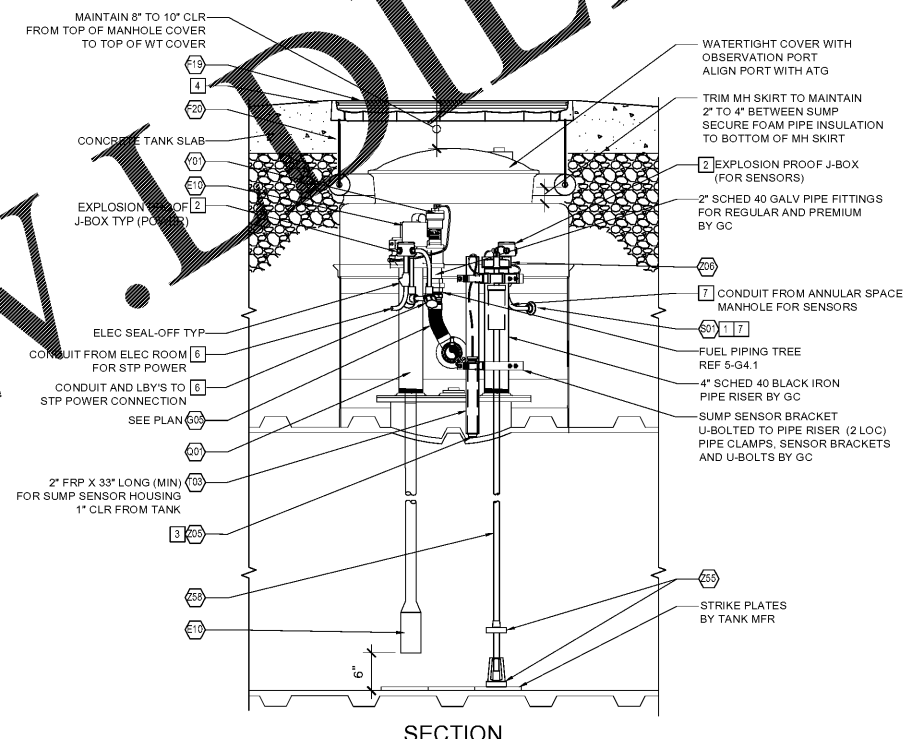 MAINTAIN 8" TO 10" CLR
FROM TOP OF MANHOLE COVER
TO TOP OF WT COVER
F19
4
F20
CONCRETE TANK SLAB
Y01
E10
EXPLOSION PROOF 2
J-BOX TYP (POWER)
ELEC SEAL-OFF TYP
CONDUIT FROM ELEC ROOM 6
FOR STP POWER
CONDUIT AND LBY'S TO 6
STP POWER CONNECTION
SEE PLAN G05
Q01
2" FRP X 33" LONG (MIN) T03
FOR SUMP SENSOR HOUSING
1" CLR FROM TANK
3 Z05
Z58
E10
6"
WATERTIGHT COVER WITH
OBSERVATION PORT
ALIGN PORT WITH ATG
TRIM MH SKIRT TO MAINTAIN
2" TO 4" BETWEEN SUMP
SECURE FOAM PIPE INSULATION
TO BOTTOM OF MH SKIRT
2 EXPLOSION PROOF J-BOX
(FOR SENSORS)
2" SCHED 40 GALV PIPE FITTINGS
FOR REGULAR AND PREMIUM
BY GC
Z06
7 CONDUIT FROM ANNULAR SPACE
MANHOLE FOR SENSORS
S01 1 7
FUEL PIPING TREE
REF 5-G4.1
4" SCHED 40 BLACK IRON
PIPE RISER BY GC
SUMP SENSOR BRACKET
U-BOLTED TO PIPE RISER (2 LOC)
PIPE CLAMPS, SENSOR BRACKETS
AND U-BOLTS BY GC
Z55
STRIKE PLATES
BY TANK MFR
SECTION